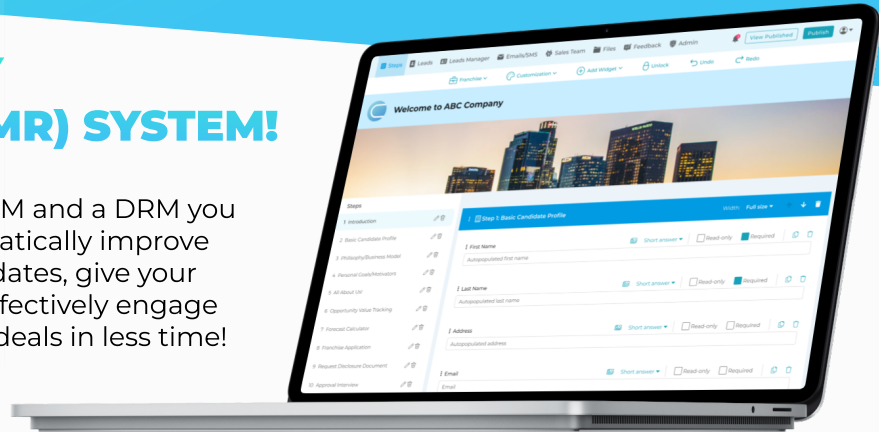 MR) SYSTEM!
M and a DRM you
atically improve
dates, give your
fectively engage
deals in less time!
Steps Leads Leads Manager Emails/SMS Sales Team Files Feedback Admin View Published Publish
Franchise Customization Add Widget Unlock Undo Redo
Welcome to ABC Company
Steps
1 Introduction
2 Basic Candidate Profile
3 Philosophy/Business Model
4 Personal Goals/Motivators
5 All About Us!
6 Opportunity Value Tracking
7 Forecast Calculator
8 Franchise Application
9 Request Disclosure Document
10 Approval Interview
Step 1: Basic Candidate Profile Width: Full size
First Name Short answer Read-only Required
Autopopulated first name
Last Name Short answer Read-only Required
Autopopulated last name
Address Short answer Read-only Required
Autopopulated address
Email Short answer Read-only Required
Email